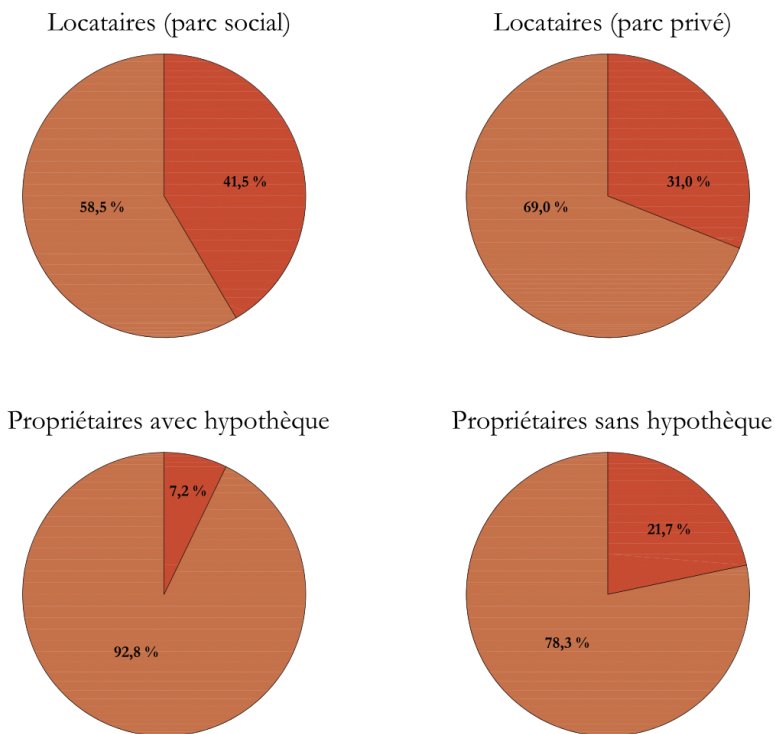 Locataires (parc social)
Locataires (parc privé)
41,5 %
58,5 %
31,0 %
69,0 %
Propriétaires avec hypothèque
Propriétaires sans hypothèque
7,2 %
92,8 %
21,7 %
78,3 %